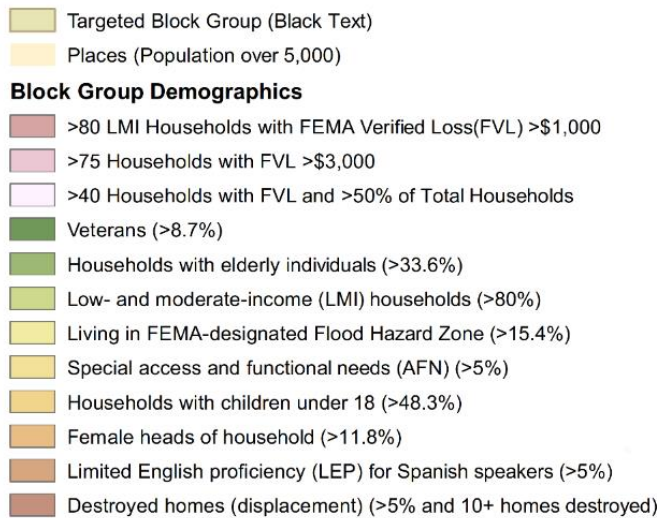 Targeted Block Group (Black Text)
Places (Population over 5,000)
Block Group Demographics
>80 LMI Households with FEMA Verified Loss(FVL) >$1,000
>75 Households with FVL >$3,000
>40 Households with FVL and >50% of Total Households
Veterans (>8.7%)
Households with elderly individuals (>33.6%)
Low- and moderate-income (LMI) households (>80%)
Living in FEMA-designated Flood Hazard Zone (>15.4%)
Special access and functional needs (AFN) (>5%)
Households with children under 18 (>48.3%)
Female heads of household (>11.8%)
Limited English proficiency (LEP) for Spanish speakers (>5%)
Destroyed homes (displacement) (>5% and 10+ homes destroyed)